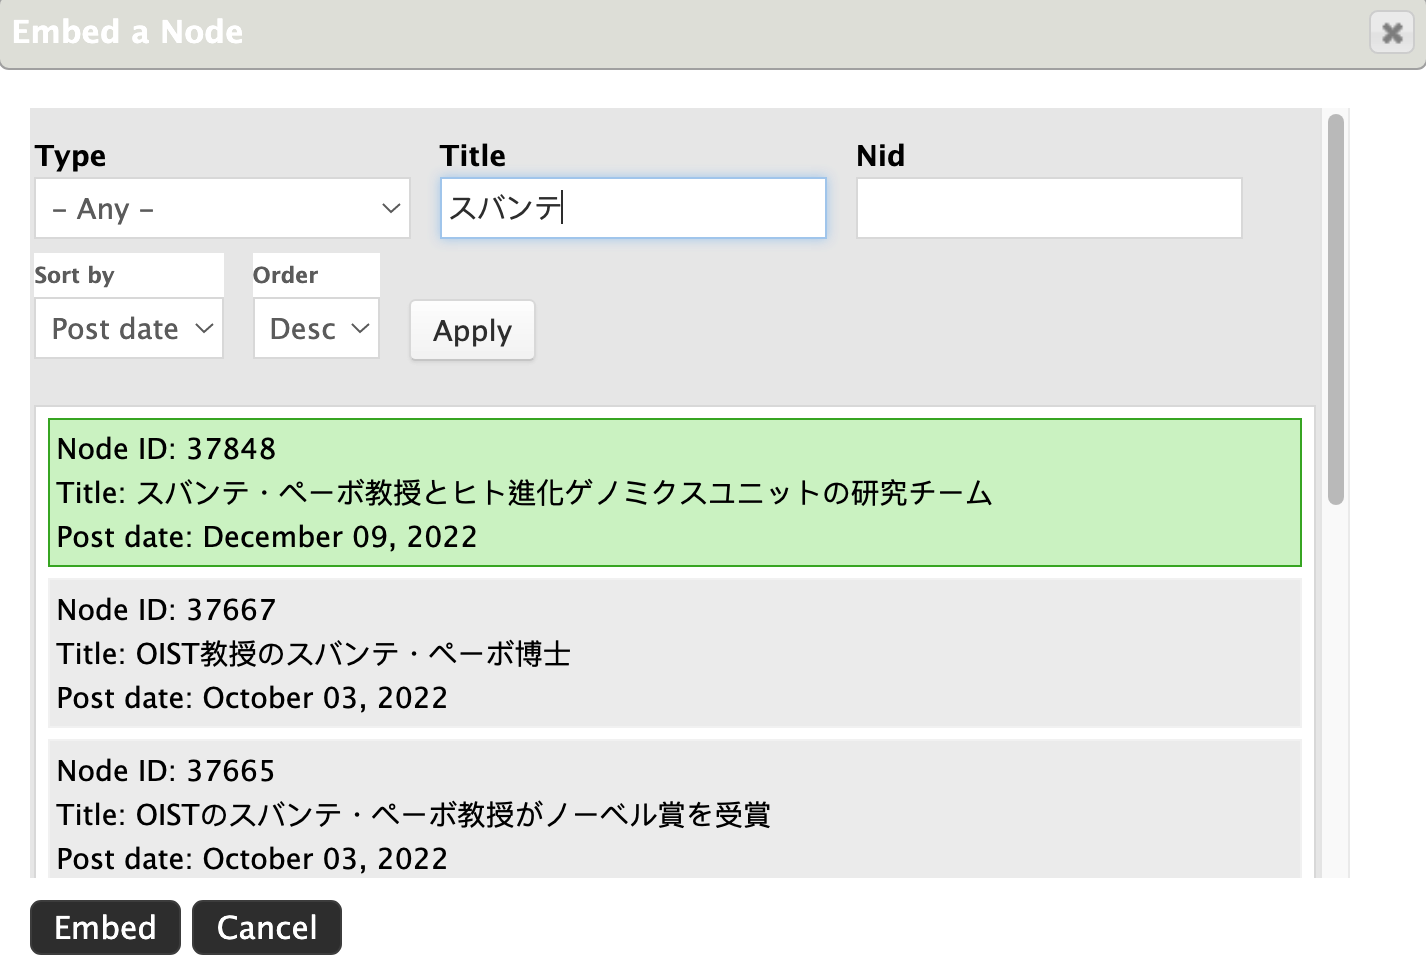 Embed a Node
Type Title Nid
– Any – スバンテ
Sort by Order
Post date Desc Apply
Node ID: 37848
Title: スバンテ・ペーボ教授とヒト進化ゲノミクスユニットの研究チーム
Post date: December 09, 2022
Node ID: 37667
Title: OIST教授のスバンテ・ペーボ博士
Post date: October 03, 2022
Node ID: 37665
Title: OISTのスバンテ・ペーボ教授がノーベル賞を受賞
Post date: October 03, 2022
Embed Cancel